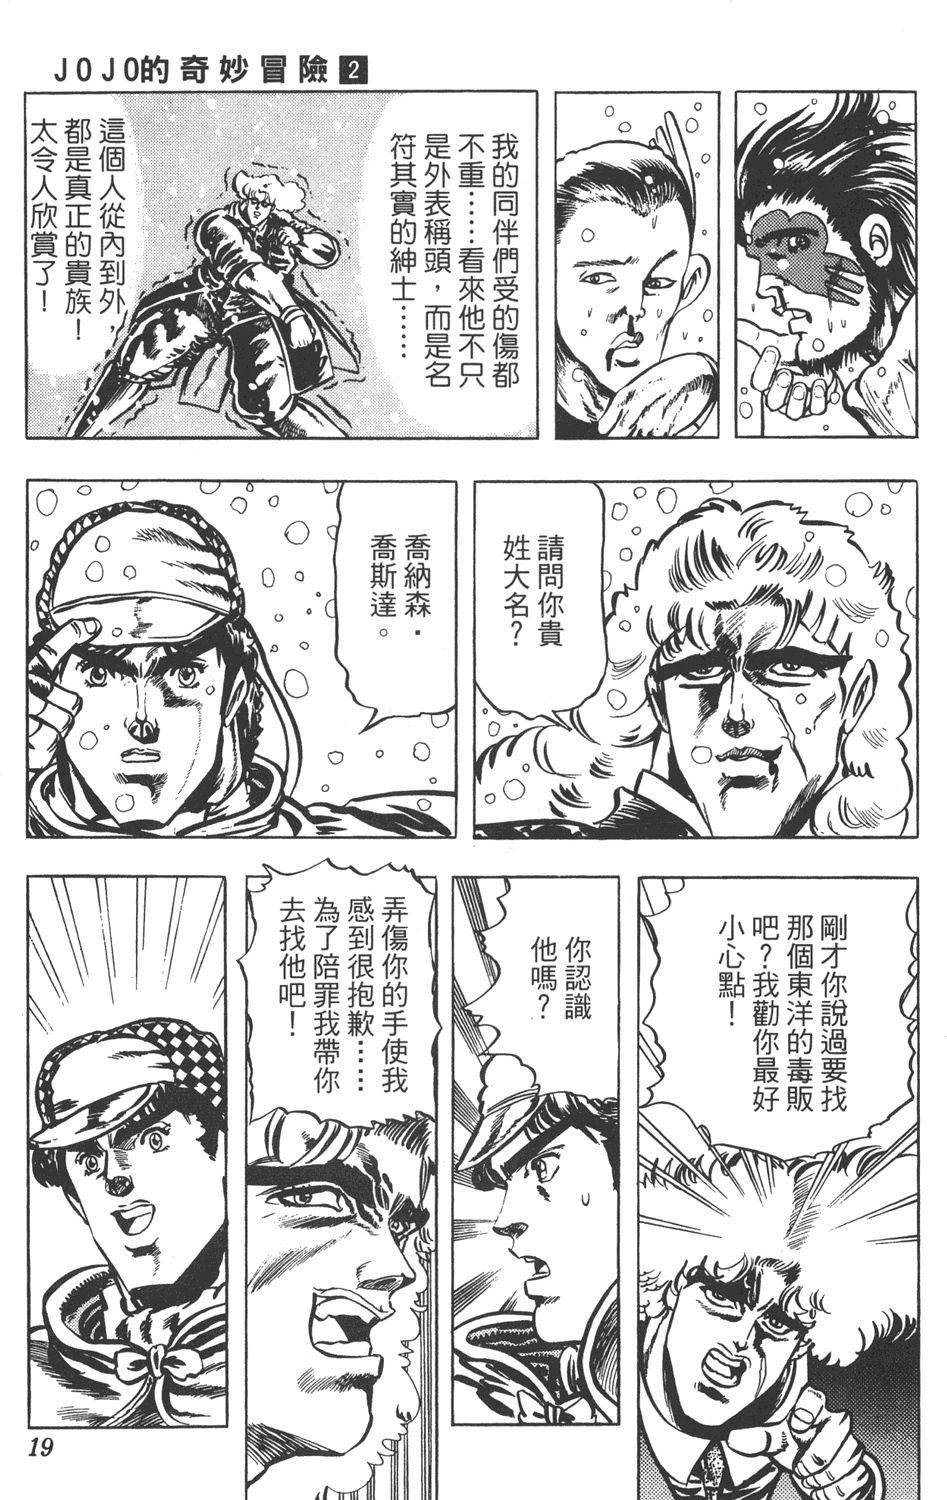 JOJO的奇妙冒險2
我的同伴們受的傷都
不重……看來他不只
是外表稱頭，而是名
符其實的紳士……
這個人從內到外，
都是真正的貴族！
太令人欣賞了！
請問你貴
姓大名？
喬納森．
喬斯達。
剛才你說過要找
那個東洋的毒販
吧？我勸你最好
小心點！
你認識
他嗎？
弄傷你的手使我
感到很抱歉……
為了陪罪我帶你
去找他吧！
19